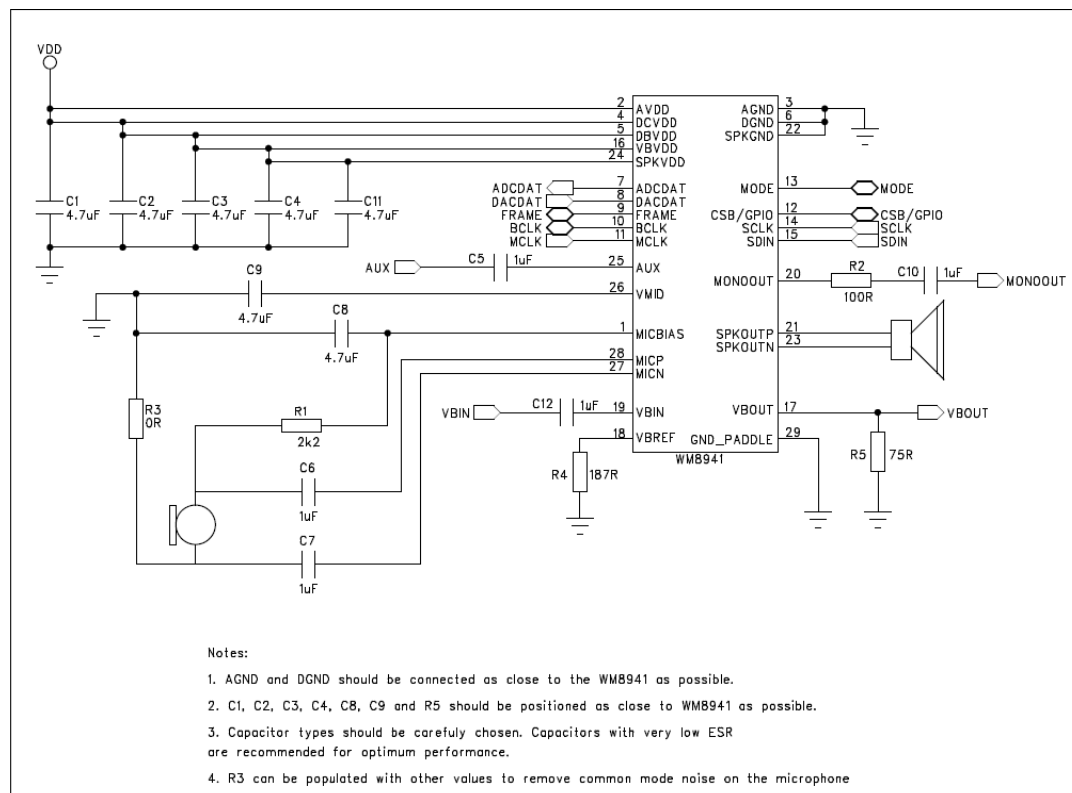 VDD
2 AVDD AGND 3
4 DCVDD DGND 6
5 DBVDD SPKGND 22
16 VBVDD
24 SPKVDD
C1 4.7uF
C2 4.7uF
C3 4.7uF
C4 4.7uF
C11 4.7uF
ADCDAT 7 ADCDAT
DACDAT 8 DACDAT
FRAME 9 FRAME
BCLK 10 BCLK
MCLK 11 MCLK
MODE 13 MODE
CSB/GPIO 12 CSB/GPIO
SCLK 14 SCLK
SDIN 15 SDIN
AUX C5 1uF 25 AUX
C9 4.7uF 26 VMID
MONOOUT 20 R2 100R C10 1uF MONOOUT
C8 4.7uF 1 MICBIAS
SPKOUTP 21
SPKOUTN 23
28 MICP
27 MICN
R3 0R
R1 2k2
VBIN C12 1uF 19 VBIN
VBOUT 17 VBOUT
18 VBREF
GND_PADDLE 29
WM8941
R4 187R
R5 75R
C6
1uF
C7
1uF
Notes:
1. AGND and DGND should be connected as close to the WM8941 as possible.
2. C1, C2, C3, C4, C8, C9 and R5 should be positioned as close to WM8941 as possible.
3. Capacitor types should be carefuly chosen. Capacitors with very low ESR
are recommended for optimum performance.
4. R3 can be populated with other values to remove common mode noise on the microphone